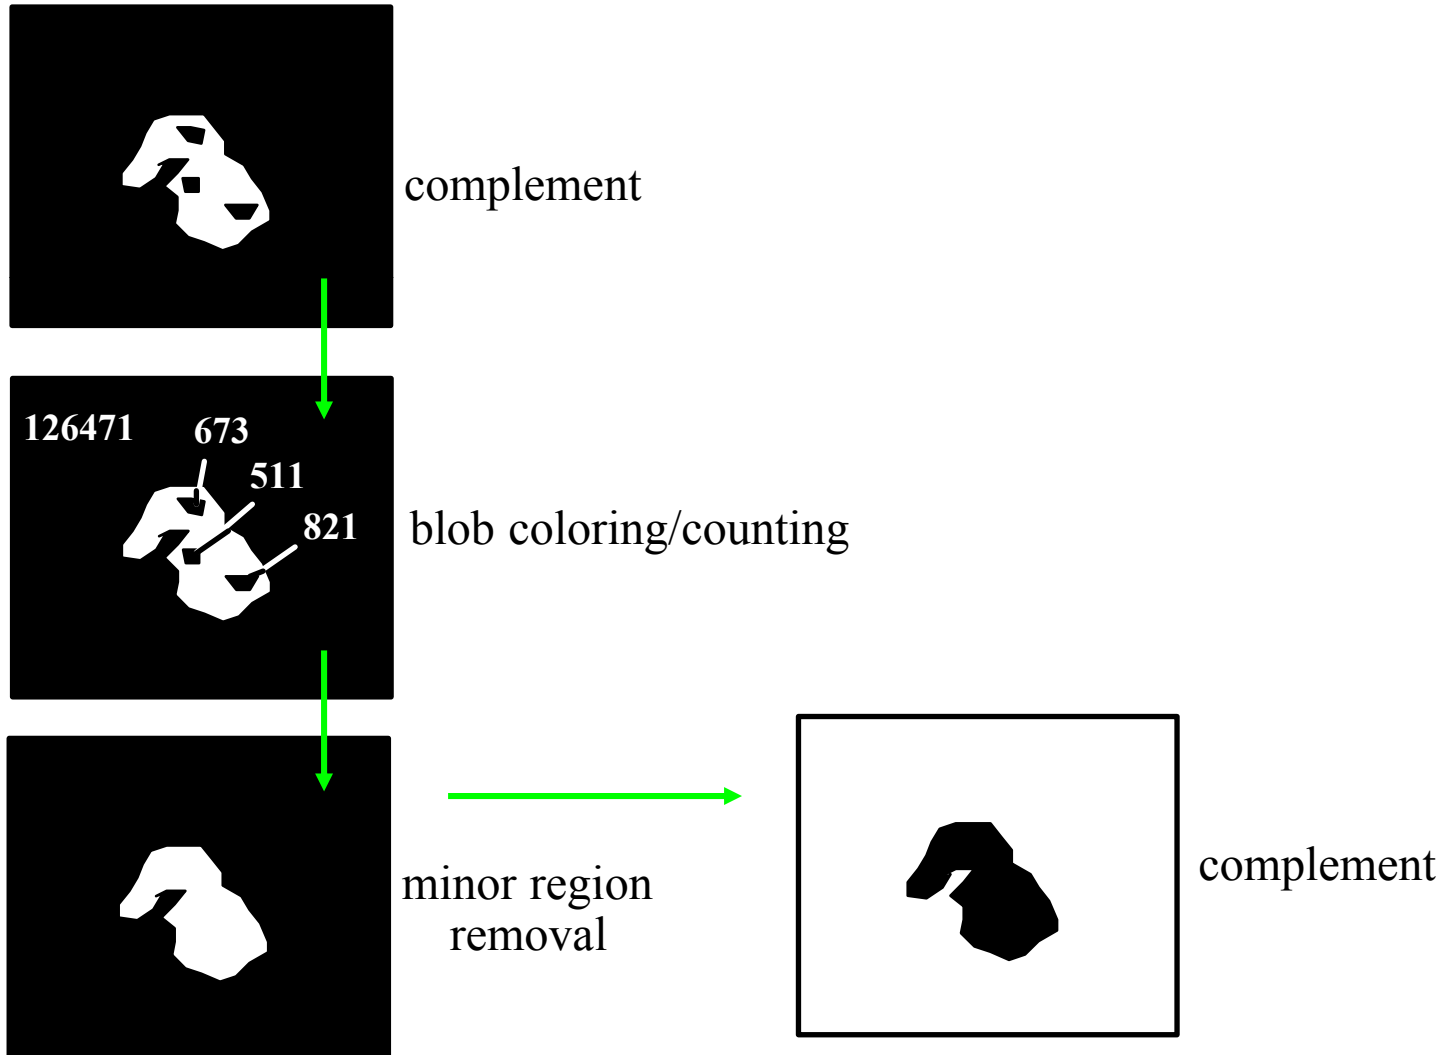 complement
126471
673
511
821
blob coloring/counting
minor region
removal
complement